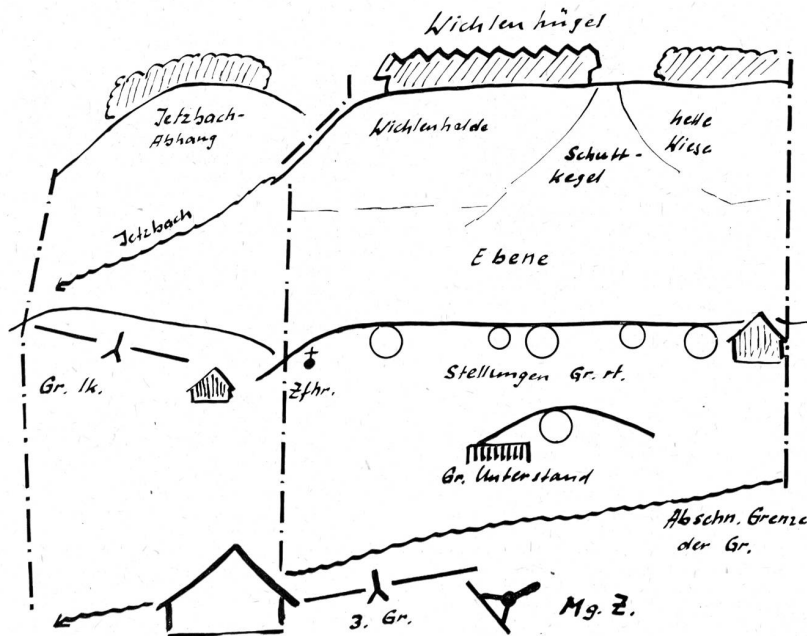 Wichlenhügel
Jetzbach-
Abhang
Wichlenhalde
helle
Wiese
Schutt-
kegel
Jetzbach
Ebene
Gr. lk.
Zfhr.
Stellungen Gr. rt.
Gr. Unterstand
Abschn. Grenze
der Gr.
3. Gr.
Mg. Z.